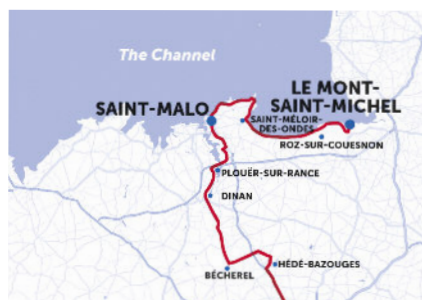 The Channel
LE MONT-
SAINT-MICHEL
SAINT-MALO
SAINT-MÉLOIR-
DES-ONDES
ROZ-SUR-COUESNON
PLOUËR-SUR-RANCE
DINAN
HÉDÉ-BAZOUGES
BÉCHEREL